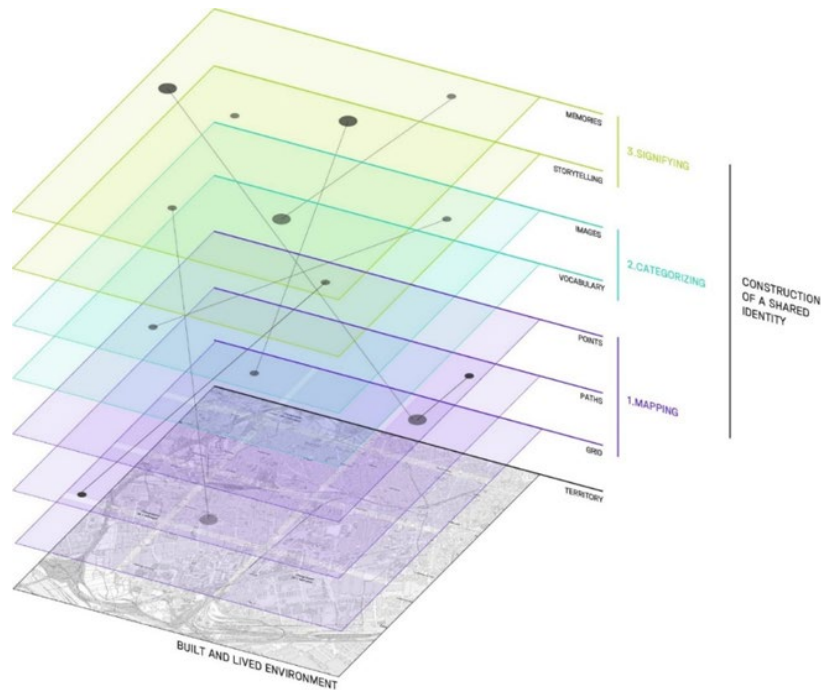 MEMORIES
3.SIGNIFYING
STORYTELLING
IMAGES
2.CATEGORIZING
VOCABULARY
CONSTRUCTION
OF A SHARED
IDENTITY
POINTS
PATHS
1.MAPPING
GRID
TERRITORY
BUILT AND LIVED ENVIRONMENT